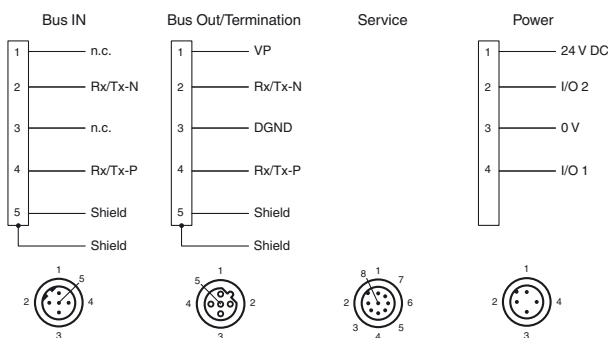 Bus IN
1 n.c.
2 Rx/Tx-N
3 n.c.
4 Rx/Tx-P
5 Shield
Shield
1
5
2
4
3
Bus Out/Termination
1 VP
2 Rx/Tx-N
3 DGND
4 Rx/Tx-P
5 Shield
Shield
1
5
4
2
3
Service
8
1
7
2
6
3
5
4
Power
1 24 V DC
2 I/O 2
3 0 V
4 I/O 1
1
2
4
3